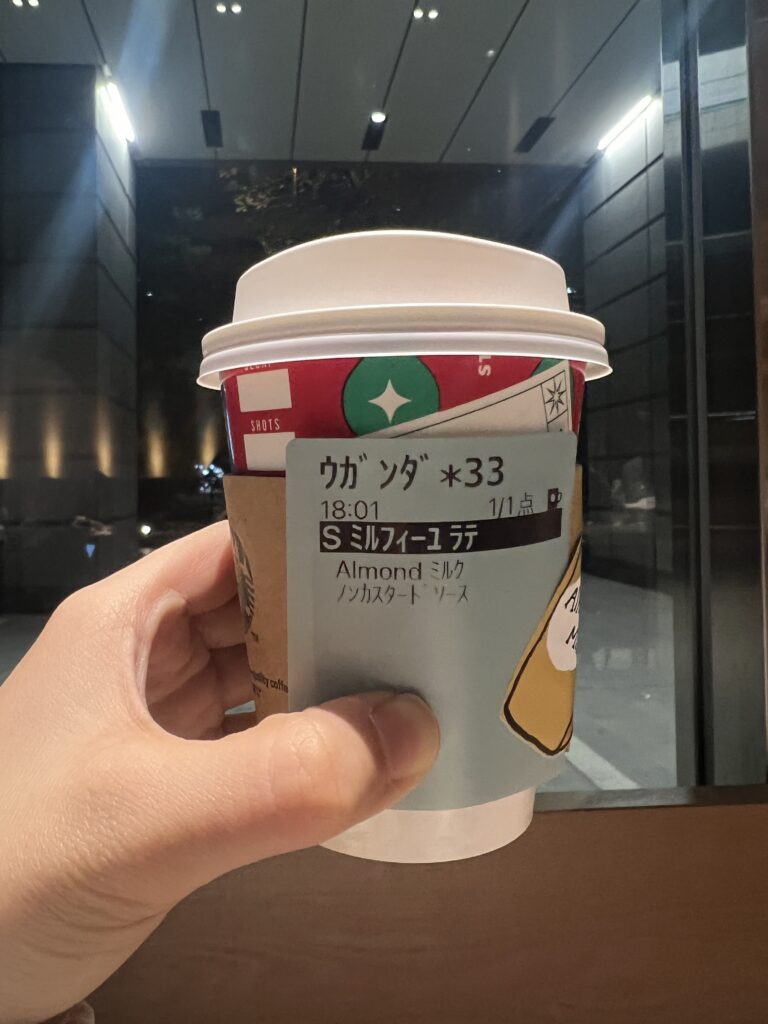 SHOTS
ウガンダ *33
18:01 1/1点
S ミルフィーユ ラテ
Almond ミルク
ノンカスタード ソース